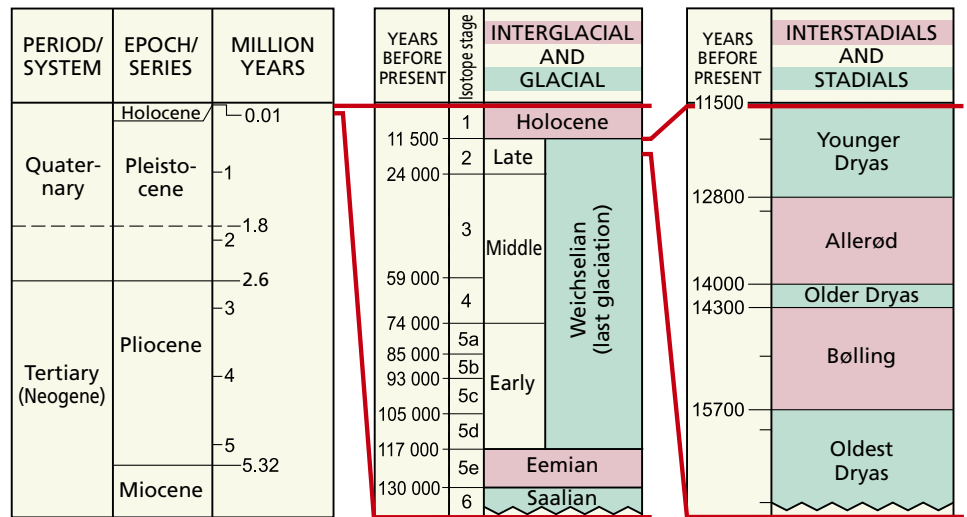 PERIOD/
SYSTEM
EPOCH/
SERIES
MILLION
YEARS
Holocene
0.01
Quater-
nary
Pleisto-
cene
1
1.8
2
2.6
3
Pliocene
Tertiary
(Neogene)
4
5
5.32
Miocene
YEARS
BEFORE
PRESENT
Isotope stage
INTERGLACIAL
AND
GLACIAL
1
Holocene
11 500
2
Late
24 000
3
Middle
Weichselian
(last glaciation)
59 000
4
74 000
5a
85 000
5b
93 000
Early
5c
105 000
5d
117 000
5e
Eemian
130 000
6
Saalian
YEARS
BEFORE
PRESENT
INTERSTADIALS
AND
STADIALS
11500
Younger
Dryas
12800
Allerød
14000
Older Dryas
14300
Bølling
15700
Oldest
Dryas